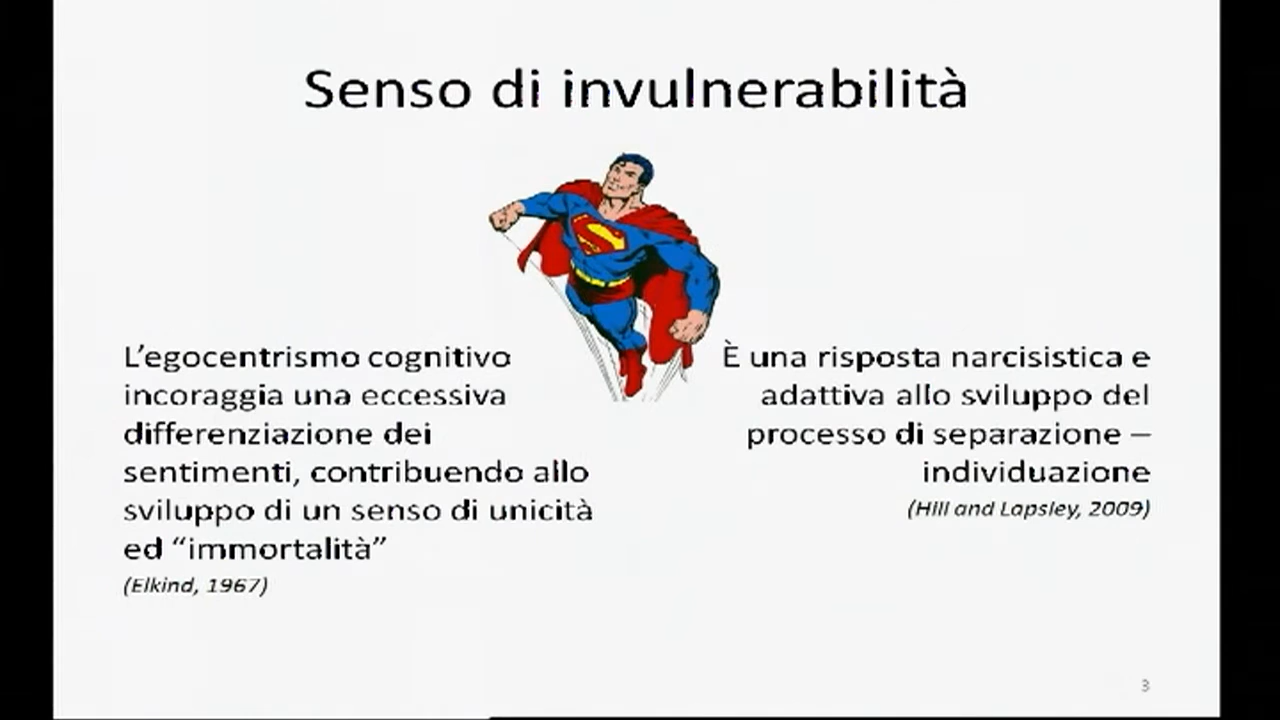 Senso di invulnerabilità
L’egocentrismo cognitivo
incoraggia una eccessiva
differenziazione dei
sentimenti, contribuendo allo
sviluppo di un senso di unicità
ed “immortalità”
(Elkind, 1967)
È una risposta narcisistica e
adattiva allo sviluppo del
processo di separazione –
individuazione
(Hill and Lapsley, 2009)
3